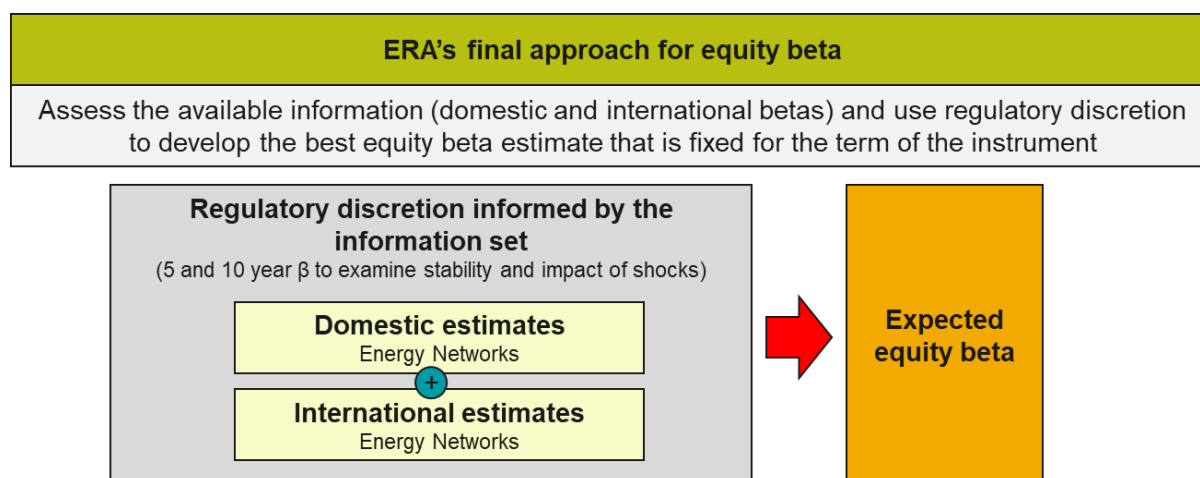 ERA's final approach for equity beta
Assess the available information (domestic and international betas) and use regulatory discretion
to develop the best equity beta estimate that is fixed for the term of the instrument
Regulatory discretion informed by the
information set
(5 and 10 year β to examine stability and impact of shocks)
Domestic estimates
Energy Networks
+
International estimates
Energy Networks
Expected
equity beta